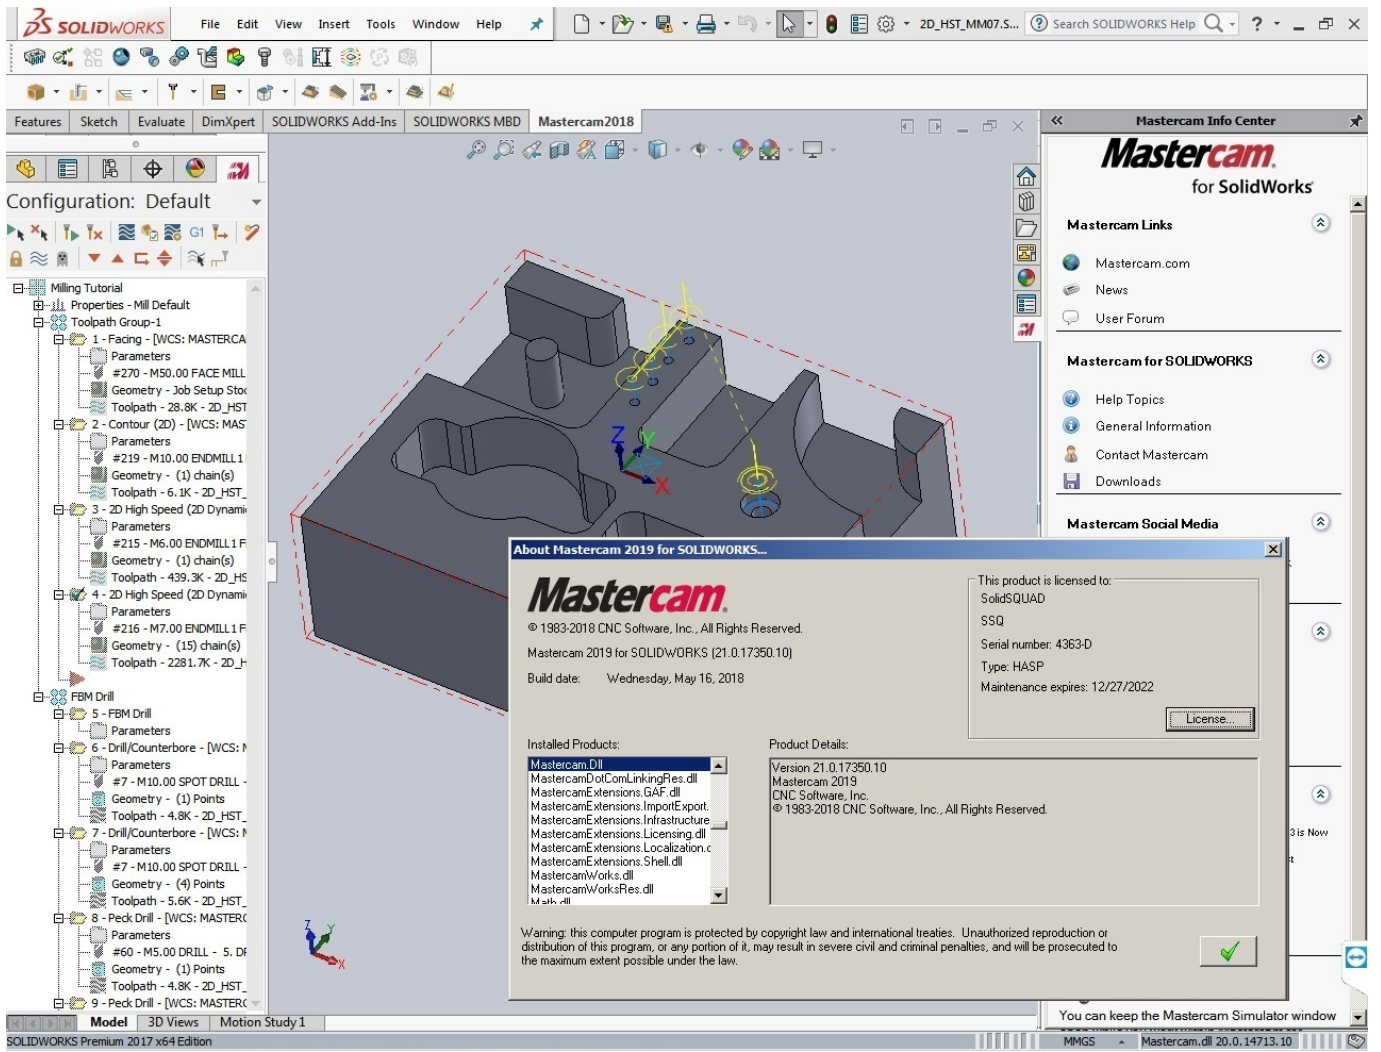 SOLIDWORKS File Edit View Insert Tools Window Help 2D_HST_MM07.S... Search SOLIDWORKS Help
Features Sketch Evaluate DimXpert SOLIDWORKS Add-Ins SOLIDWORKS MBD Mastercam2018
Configuration: Default
G1
Milling Tutorial
Properties - Mill Default
Toolpath Group-1
1 - Facing - [WCS: MASTERCA
Parameters
#270 - M50.00 FACE MILL
Geometry - Job Setup Stoc
Toolpath - 28.8K - 2D_HST
2 - Contour (2D) - [WCS: MAS
Parameters
#219 - M10.00 ENDMILL1
Geometry - (1) chain(s)
Toolpath - 6.1K - 2D_HST_
3 - 2D High Speed (2D Dynami
Parameters
#215 - M6.00 ENDMILL1 F
Geometry - (1) chain(s)
Toolpath - 439.3K - 2D_HS
4 - 2D High Speed (2D Dynami
Parameters
#216 - M7.00 ENDMILL1 F
Geometry - (15) chain(s)
Toolpath - 2281.7K - 2D_H
FBM Drill
5 - FBM Drill
Parameters
6 - Drill/Counterbore - [WCS: M
Parameters
#7 - M10.00 SPOT DRILL -
Geometry - (1) Points
Toolpath - 4.8K - 2D_HST_
7 - Drill/Counterbore - [WCS: M
Parameters
#7 - M10.00 SPOT DRILL -
Geometry - (4) Points
Toolpath - 5.6K - 2D_HST_
8 - Peck Drill - [WCS: MASTERC
Parameters
#60 - M5.00 DRILL - 5. DR
Geometry - (1) Points
Toolpath - 4.8K - 2D_HST_
9 - Peck Drill - [WCS: MASTERC
Z Y X
Z Y X
Mastercam Info Center
Mastercam.
for SolidWorks
Mastercam Links
Mastercam.com
News
User Forum
Mastercam for SOLIDWORKS
Help Topics
General Information
Contact Mastercam
Downloads
Mastercam Social Media
3 is Now
You can keep the Mastercam Simulator window
About Mastercam 2019 for SOLIDWORKS...
Mastercam.
© 1983-2018 CNC Software, Inc., All Rights Reserved.
Mastercam 2019 for SOLIDWORKS (21.0.17350.10)
Build date: Wednesday, May 16, 2018
This product is licensed to:
SolidSQUAD
SSQ
Serial number: 4363-D
Type: HASP
Maintenance expires: 12/27/2022
License...
Installed Products:
Mastercam.Dll
MastercamDotComLinkingRes.dll
MastercamExtensions.GAF.dll
MastercamExtensions.ImportExport.
MastercamExtensions.Infrastructure
MastercamExtensions.Licensing.dll
MastercamExtensions.Localization.c
MastercamExtensions.Shell.dll
MastercamWorks.dll
MastercamWorksRes.dll
Math.dll
Product Details:
Version 21.0.17350.10
Mastercam 2019
CNC Software, Inc.
© 1983-2018 CNC Software, Inc., All Rights Reserved.
Warning: this computer program is protected by copyright law and international treaties. Unauthorized reproduction or
distribution of this program, or any portion of it, may result in severe civil and criminal penalties, and will be prosecuted to
the maximum extent possible under the law.
Model 3D Views Motion Study 1
SOLIDWORKS Premium 2017 x64 Edition MMGS Mastercam.dll 20.0.14713.10